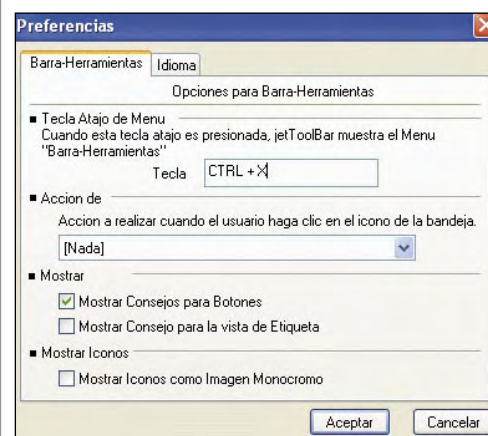 Preferencias
Barra-Herramientas
Idioma
Opciones para Barra-Herramientas
Tecla Atajo de Menu
Cuando esta tecla atajo es presionada, jetToolBar muestra el Menu
"Barra-Herramientas"
Tecla
CTRL + X
Accion de
Accion a realizar cuando el usuario haga clic en el icono de la bandeja.
[Nada]
Mostrar
Mostrar Consejos para Botones
Mostrar Consejo para la vista de Etiqueta
Mostrar Iconos
Mostrar Iconos como Imagen Monocromo
Aceptar
Cancelar